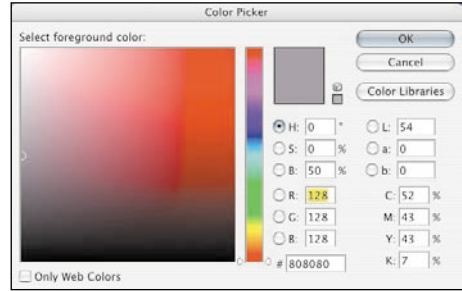 Color Picker
Select foreground color:
OK
Cancel
Color Libraries
H: 0 °
L: 54
S: 0 %
a: 0
B: 50 %
b: 0
R: 128
C: 52 %
G: 128
M: 43 %
B: 128
Y: 43 %
# 808080
K: 7 %
Only Web Colors